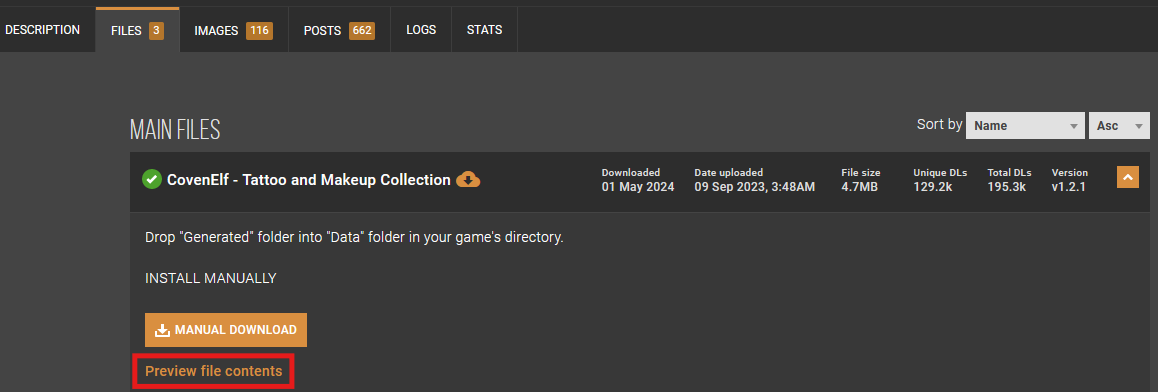 DESCRIPTION FILES 3 IMAGES 116 POSTS 662 LOGS STATS
MAIN FILES
Sort by Name Asc
CovenElf - Tattoo and Makeup Collection
Downloaded Date uploaded File size Unique DLs Total DLs Version
01 May 2024 09 Sep 2023, 3:48AM 4.7MB 129.2k 195.3k v1.2.1
Drop "Generated" folder into "Data" folder in your game's directory.
INSTALL MANUALLY
MANUAL DOWNLOAD
Preview file contents